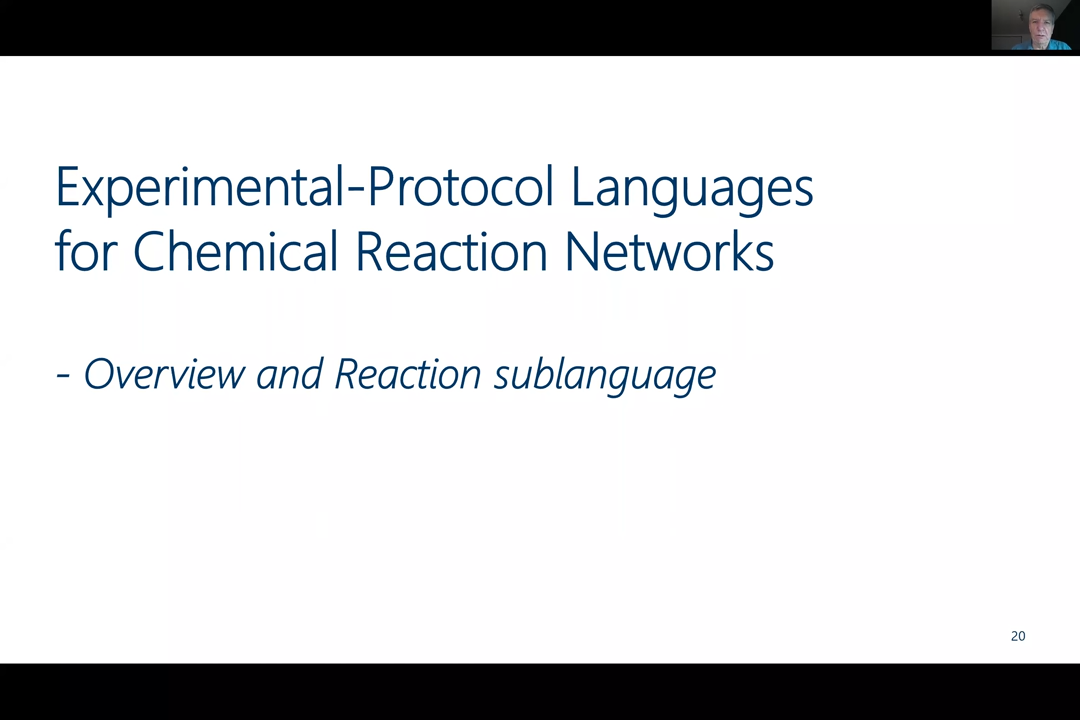 Experimental-Protocol Languages
for Chemical Reaction Networks
- Overview and Reaction sublanguage
20